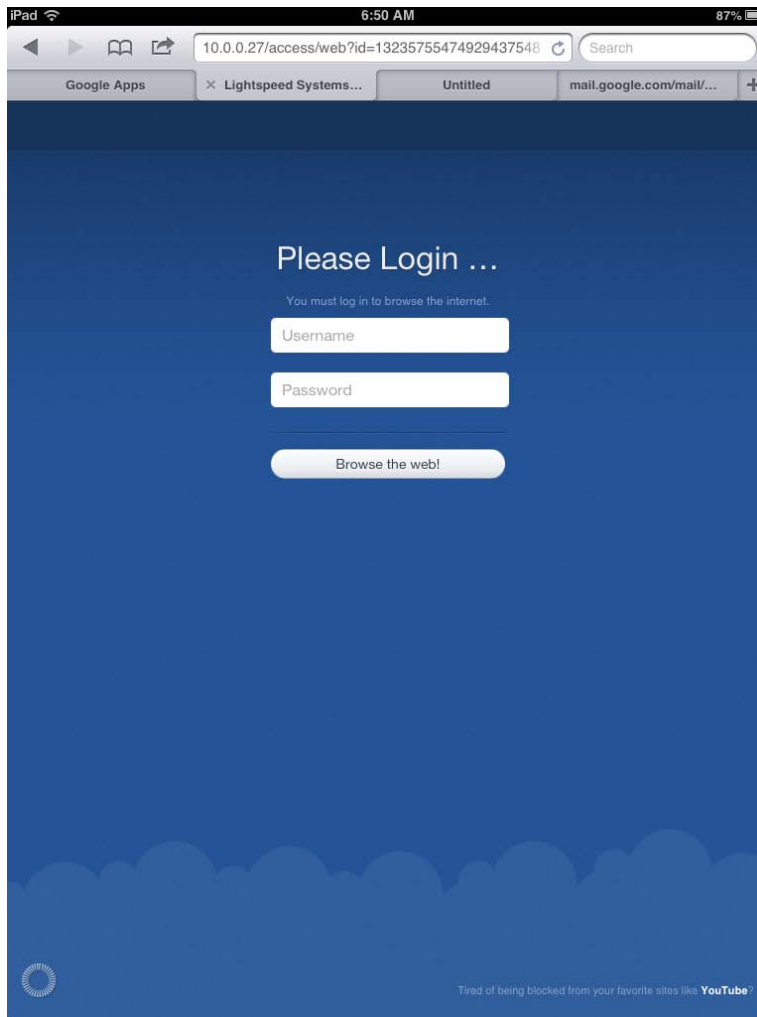 iPad 6:50 AM 87%
10.0.0.27/access/web?id=13235755474929437548 Search
Google Apps × Lightspeed Systems... Untitled mail.google.com/mail/... +
Please Login ...
You must log in to browse the internet.
Username
Password
Browse the web!
Tired of being blocked from your favorite sites like YouTube?